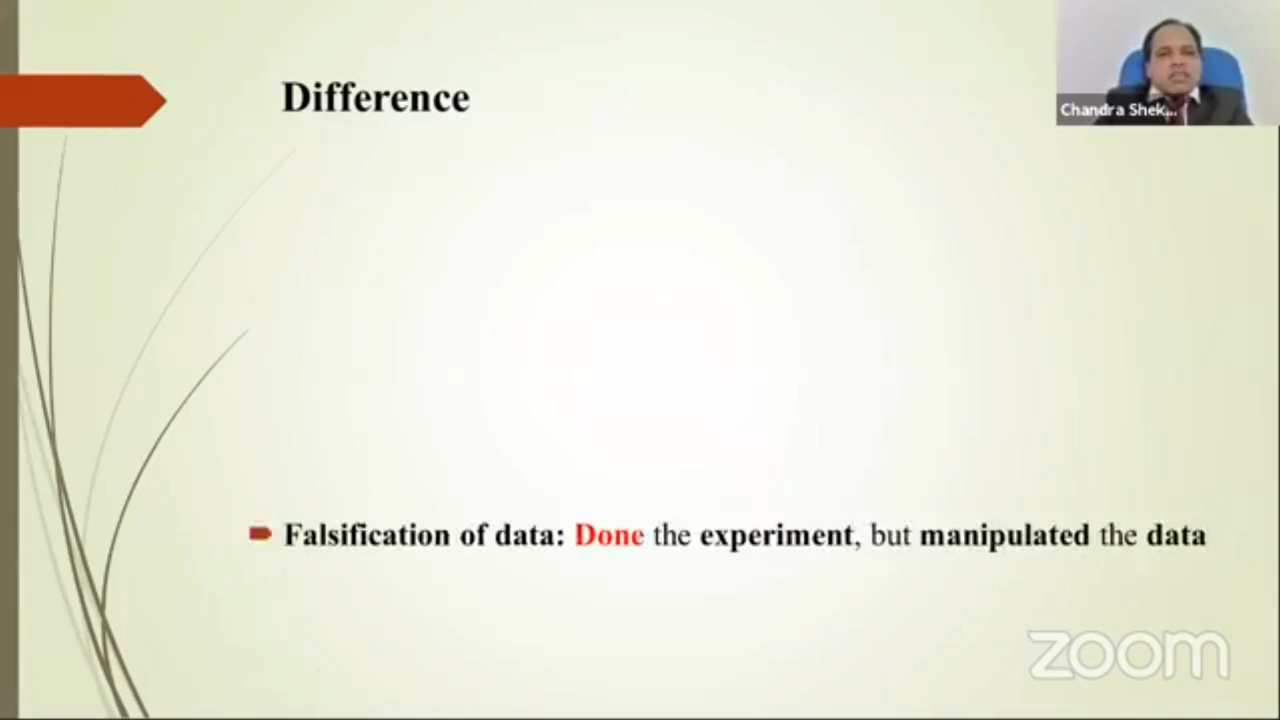 Difference
Chandra Shek...
Falsification of data: Done the experiment, but manipulated the data
zoom